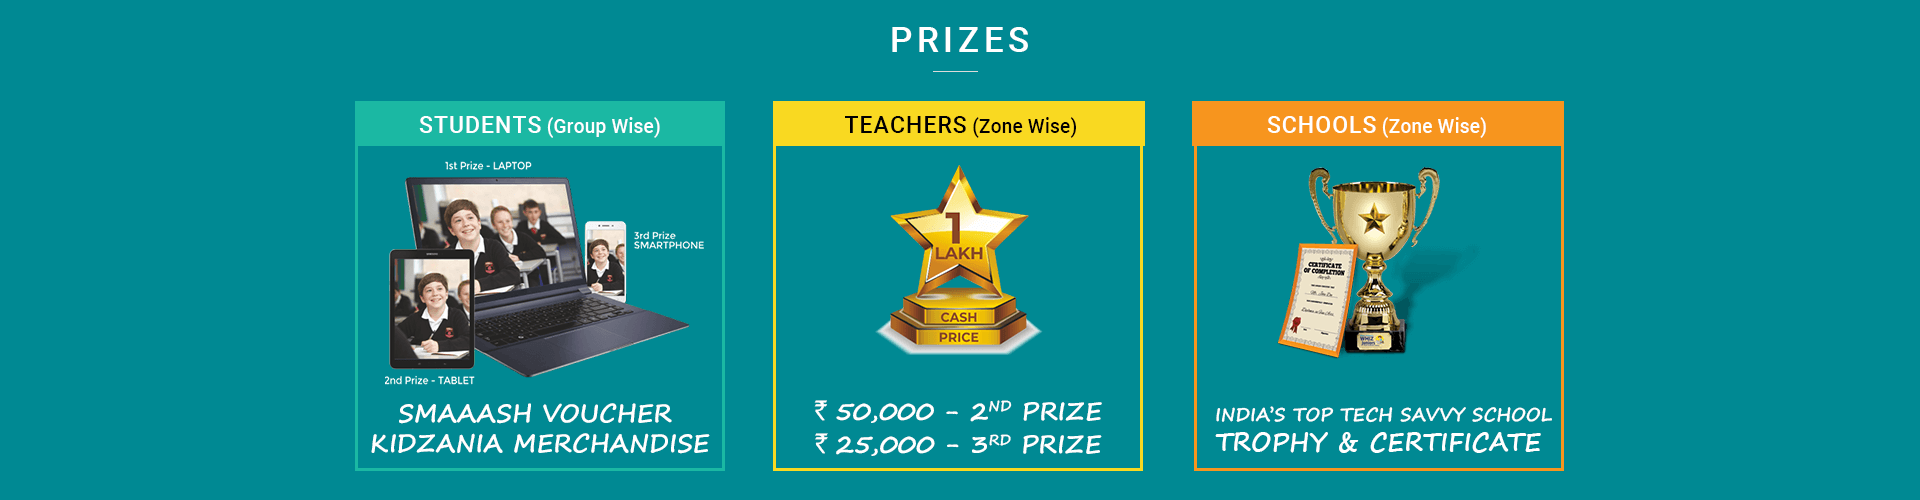 PRIZES
STUDENTS (Group Wise)
1st Prize - LAPTOP
3rd Prize
SMARTPHONE
2nd Prize - TABLET
SMAAASH VOUCHER
KIDZANIA MERCHANDISE
TEACHERS (Zone Wise)
1
LAKH
CASH
PRICE
₹ 50,000 - 2ND PRIZE
₹ 25,000 - 3RD PRIZE
SCHOOLS (Zone Wise)
CERTIFICATE
OF COMPLETION
WHIZ
INDIA'S TOP TECH SAVVY SCHOOL
TROPHY & CERTIFICATE